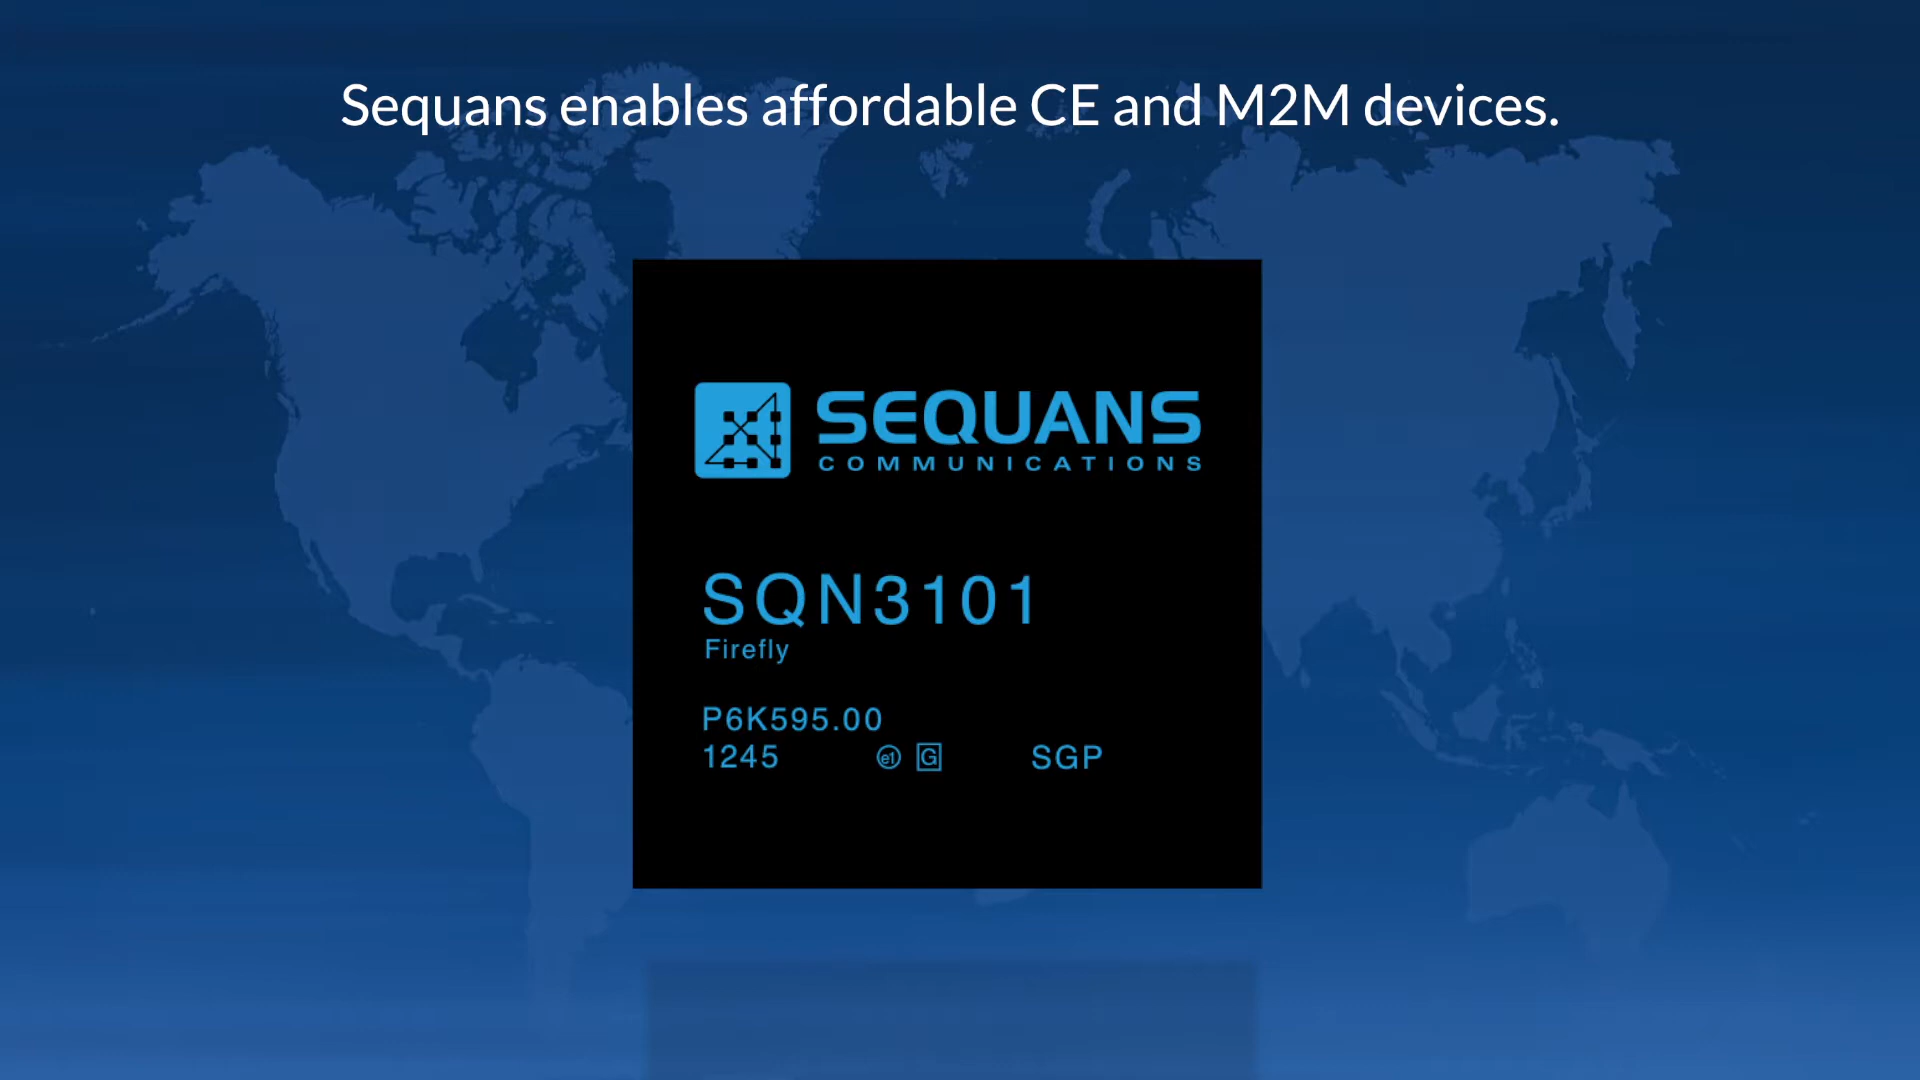 Sequans enables affordable CE and M2M devices.
SEQUANS
COMMUNICATIONS
SQN3101
Firefly
P6K595.00
1245 e1 G SGP